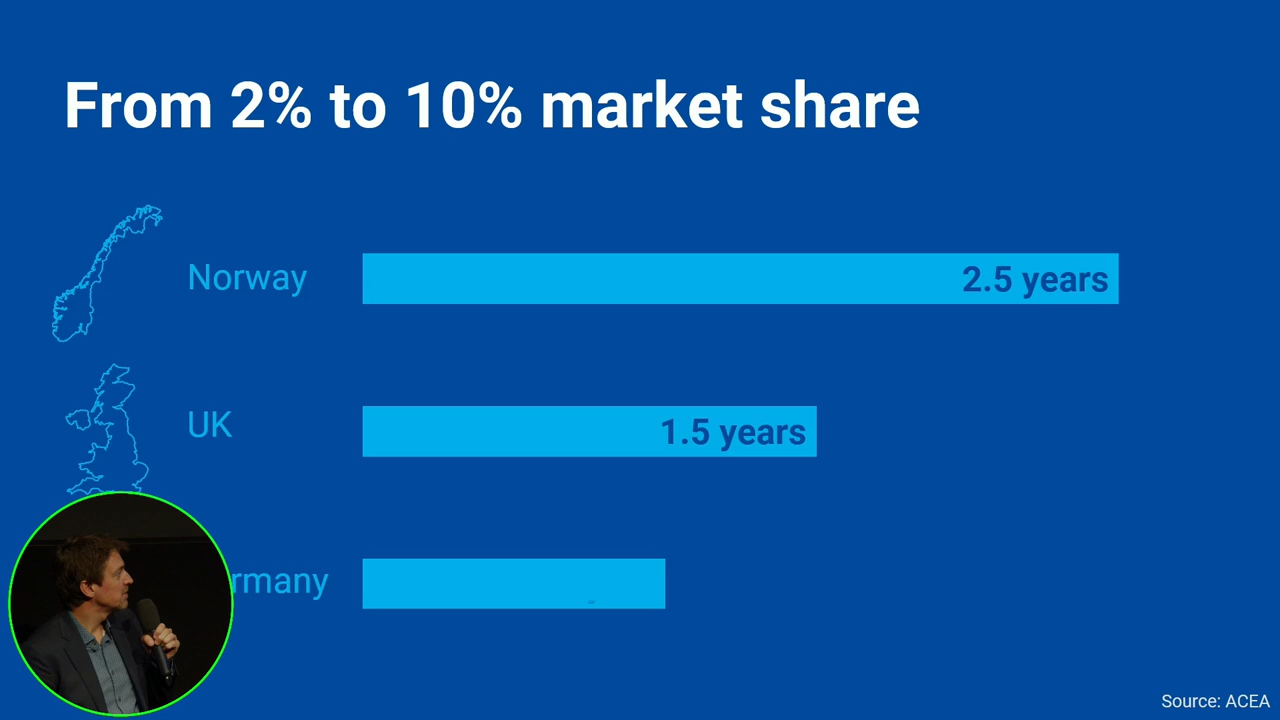 From 2% to 10% market share
Norway
2.5 years
UK
1.5 years
rmany
Source: ACEA